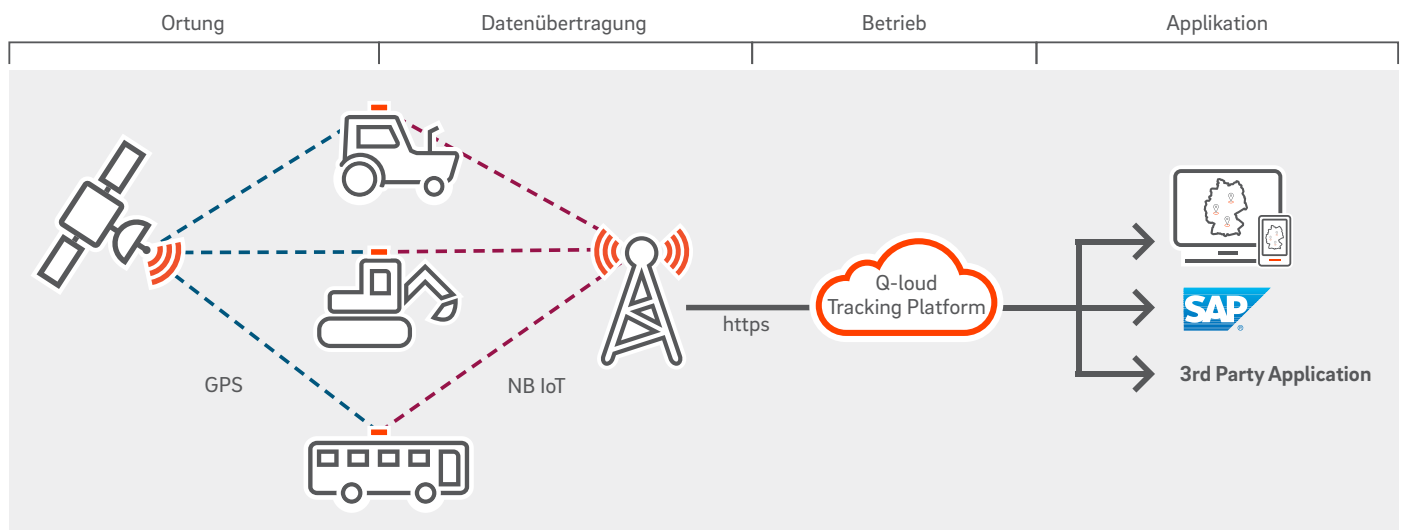 Ortung
Datenübertragung
Betrieb
Applikation
GPS
NB IoT
https
Q-loud
Tracking Platform
SAP
®
3rd Party Application